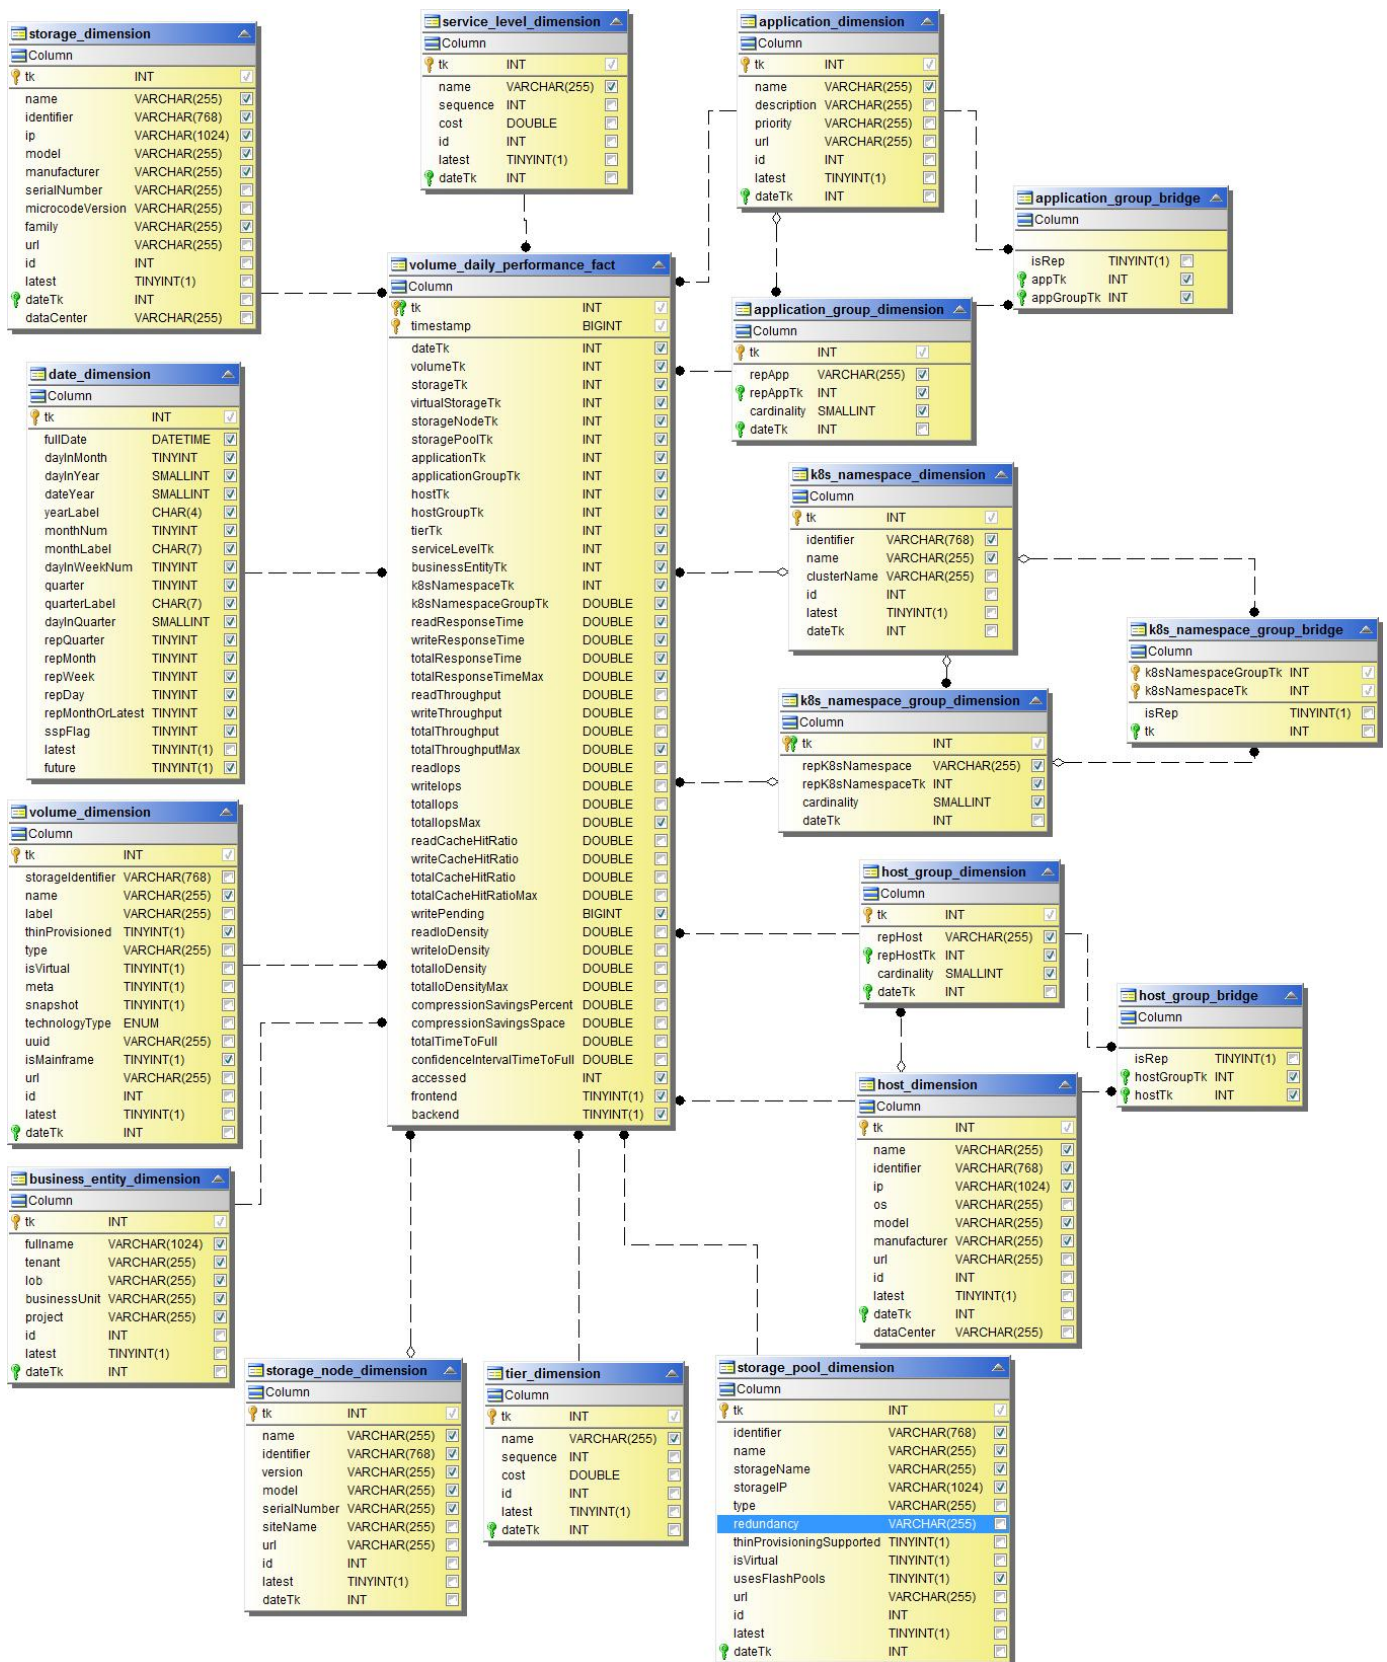 storage_dimension
Column
tk INT
name VARCHAR(255)
identifier VARCHAR(768)
ip VARCHAR(1024)
model VARCHAR(255)
manufacturer VARCHAR(255)
serialNumber VARCHAR(255)
microcodeVersion VARCHAR(255)
family VARCHAR(255)
url VARCHAR(255)
id INT
latest TINYINT(1)
dateTk INT
dataCenter VARCHAR(255)
service_level_dimension
Column
tk INT
name VARCHAR(255)
sequence INT
cost DOUBLE
id INT
latest TINYINT(1)
dateTk INT
application_dimension
Column
tk INT
name VARCHAR(255)
description VARCHAR(255)
priority VARCHAR(255)
url VARCHAR(255)
id INT
latest TINYINT(1)
dateTk INT
application_group_bridge
Column
isRep TINYINT(1)
appTk INT
appGroupTk INT
volume_daily_performance_fact
Column
tk INT
timestamp BIGINT
dateTk INT
volumeTk INT
storageTk INT
virtualStorageTk INT
storageNodeTk INT
storagePoolTk INT
applicationTk INT
applicationGroupTk INT
hostTk INT
hostGroupTk INT
tierTk INT
serviceLevelTk INT
businessEntityTk INT
k8sNamespaceTk INT
k8sNamespaceGroupTk DOUBLE
readResponseTime DOUBLE
writeResponseTime DOUBLE
totalResponseTime DOUBLE
totalResponseTimeMax DOUBLE
readThroughput DOUBLE
writeThroughput DOUBLE
totalThroughput DOUBLE
totalThroughputMax DOUBLE
readIops DOUBLE
writeIops DOUBLE
totalIops DOUBLE
totalIopsMax DOUBLE
readCacheHitRatio DOUBLE
writeCacheHitRatio DOUBLE
totalCacheHitRatio DOUBLE
totalCacheHitRatioMax DOUBLE
writePending BIGINT
readIoDensity DOUBLE
writeIoDensity DOUBLE
totalIoDensity DOUBLE
totalIoDensityMax DOUBLE
compressionSavingsPercent DOUBLE
compressionSavingsSpace DOUBLE
totalTimeToFull DOUBLE
confidenceIntervalTimeToFull DOUBLE
accessed INT
frontend TINYINT(1)
backend TINYINT(1)
application_group_dimension
Column
tk INT
repApp VARCHAR(255)
repAppTk INT
cardinality SMALLINT
dateTk INT
date_dimension
Column
tk INT
fullDate DATETIME
dayInMonth TINYINT
dayInYear SMALLINT
dateYear SMALLINT
yearLabel CHAR(4)
monthNum TINYINT
monthLabel CHAR(7)
dayInWeekNum TINYINT
quarter TINYINT
quarterLabel CHAR(7)
dayInQuarter SMALLINT
repQuarter TINYINT
repMonth TINYINT
repWeek TINYINT
repDay TINYINT
repMonthOrLatest TINYINT
sspFlag TINYINT
latest TINYINT(1)
future TINYINT(1)
k8s_namespace_dimension
Column
tk INT
identifier VARCHAR(768)
name VARCHAR(255)
clusterName VARCHAR(255)
id INT
latest TINYINT(1)
dateTk INT
k8s_namespace_group_bridge
Column
k8sNamespaceGroupTk INT
k8sNamespaceTk INT
isRep TINYINT(1)
tk INT
k8s_namespace_group_dimension
Column
tk INT
repK8sNamespace VARCHAR(255)
repK8sNamespaceTk INT
cardinality SMALLINT
dateTk INT
volume_dimension
Column
tk INT
storageIdentifier VARCHAR(768)
name VARCHAR(255)
label VARCHAR(255)
thinProvisioned TINYINT(1)
type VARCHAR(255)
isVirtual TINYINT(1)
meta TINYINT(1)
snapshot TINYINT(1)
technologyType ENUM
uuid VARCHAR(255)
isMainframe TINYINT(1)
url VARCHAR(255)
id INT
latest TINYINT(1)
dateTk INT
host_group_dimension
Column
tk INT
repHost VARCHAR(255)
repHostTk INT
cardinality SMALLINT
dateTk INT
host_group_bridge
Column
isRep TINYINT(1)
hostGroupTk INT
hostTk INT
host_dimension
Column
tk INT
name VARCHAR(255)
identifier VARCHAR(768)
ip VARCHAR(1024)
os VARCHAR(255)
model VARCHAR(255)
manufacturer VARCHAR(255)
url VARCHAR(255)
id INT
latest TINYINT(1)
dateTk INT
dataCenter VARCHAR(255)
business_entity_dimension
Column
tk INT
fullname VARCHAR(1024)
tenant VARCHAR(255)
lob VARCHAR(255)
businessUnit VARCHAR(255)
project VARCHAR(255)
id INT
latest TINYINT(1)
dateTk INT
storage_node_dimension
Column
tk INT
name VARCHAR(255)
identifier VARCHAR(768)
version VARCHAR(255)
model VARCHAR(255)
serialNumber VARCHAR(255)
siteName VARCHAR(255)
url VARCHAR(255)
id INT
latest TINYINT(1)
dateTk INT
tier_dimension
Column
tk INT
name VARCHAR(255)
sequence INT
cost DOUBLE
id INT
latest TINYINT(1)
dateTk INT
storage_pool_dimension
Column
tk INT
identifier VARCHAR(768)
name VARCHAR(255)
storageName VARCHAR(255)
storageIP VARCHAR(1024)
type VARCHAR(255)
redundancy VARCHAR(255)
thinProvisioningSupported TINYINT(1)
isVirtual TINYINT(1)
usesFlashPools TINYINT(1)
url VARCHAR(255)
id INT
latest TINYINT(1)
dateTk INT